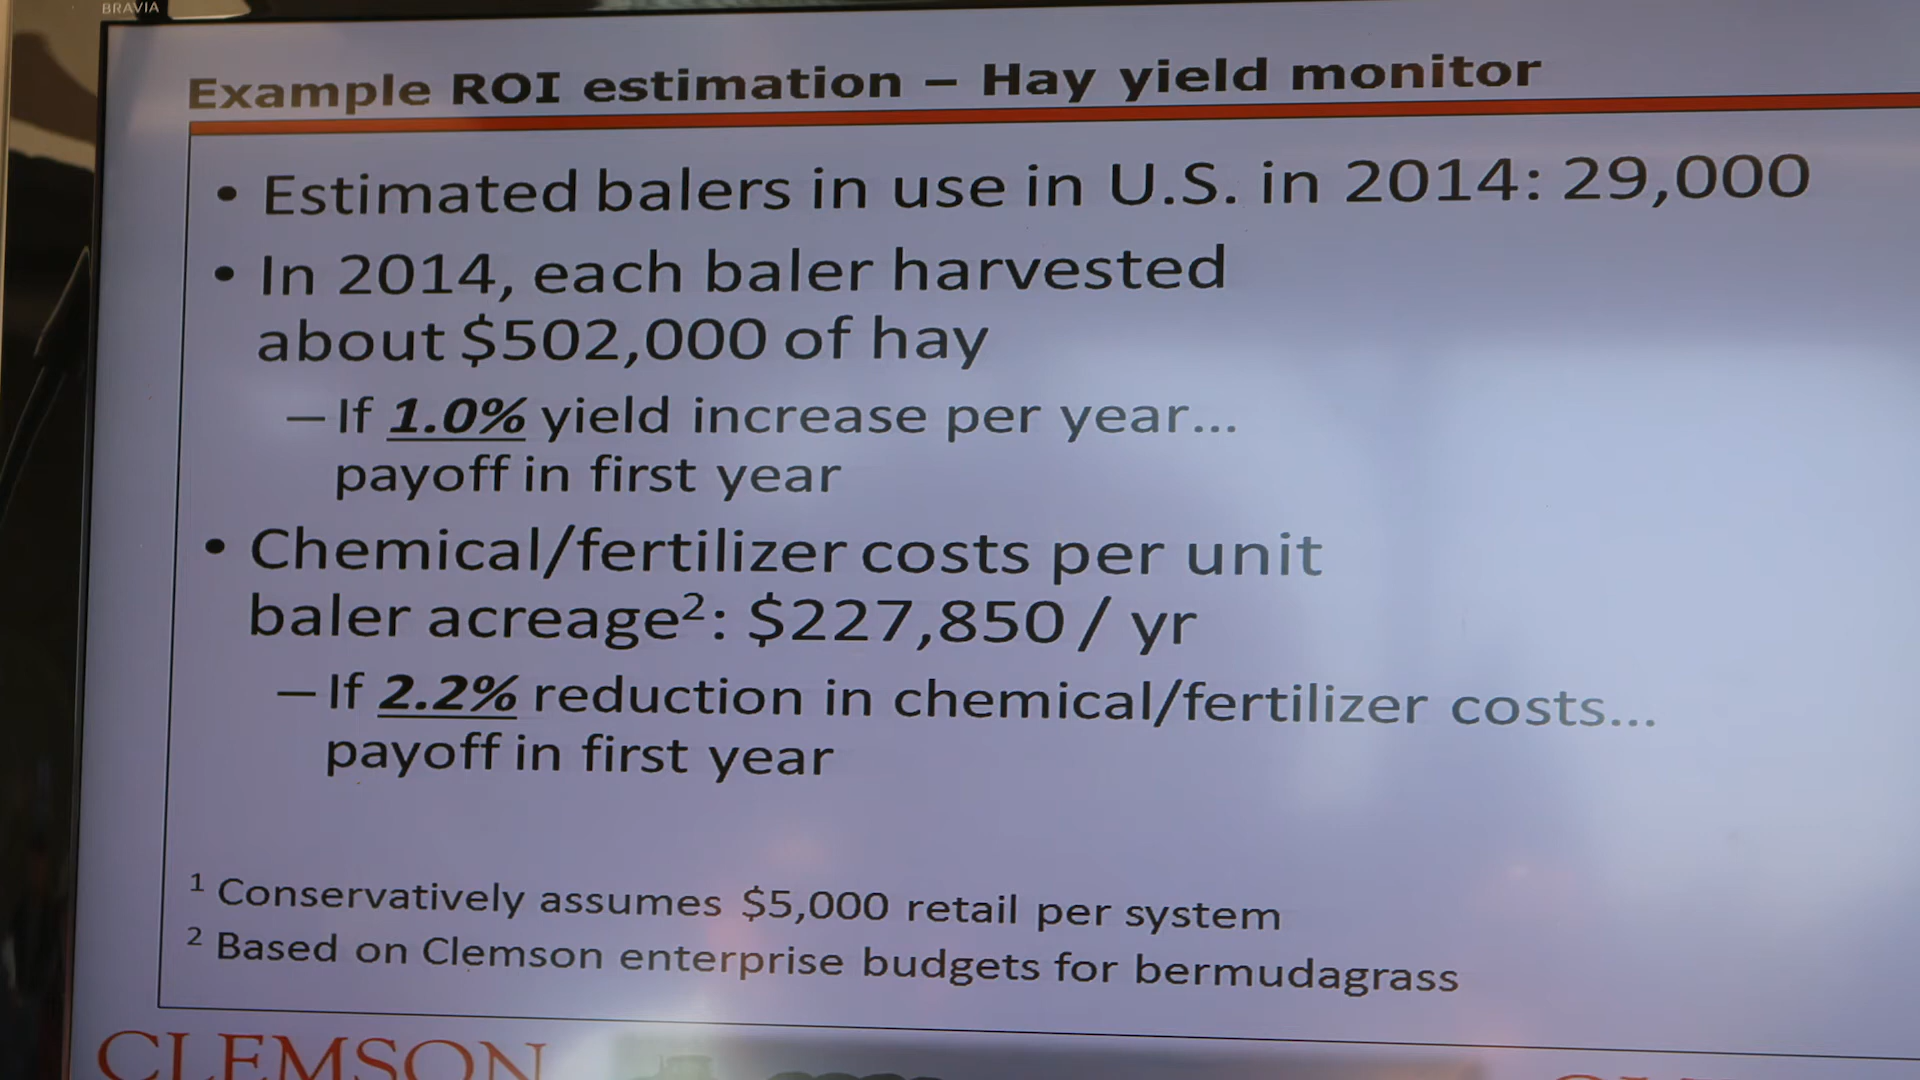 BRAVIA
Example ROI estimation – Hay yield monitor
• Estimated balers in use in U.S. in 2014: 29,000
• In 2014, each baler harvested
about $502,000 of hay
– If 1.0% yield increase per year...
payoff in first year
• Chemical/fertilizer costs per unit
baler acreage²: $227,850 / yr
– If 2.2% reduction in chemical/fertilizer costs...
payoff in first year
¹ Conservatively assumes $5,000 retail per system
² Based on Clemson enterprise budgets for bermudagrass
CLEMSON